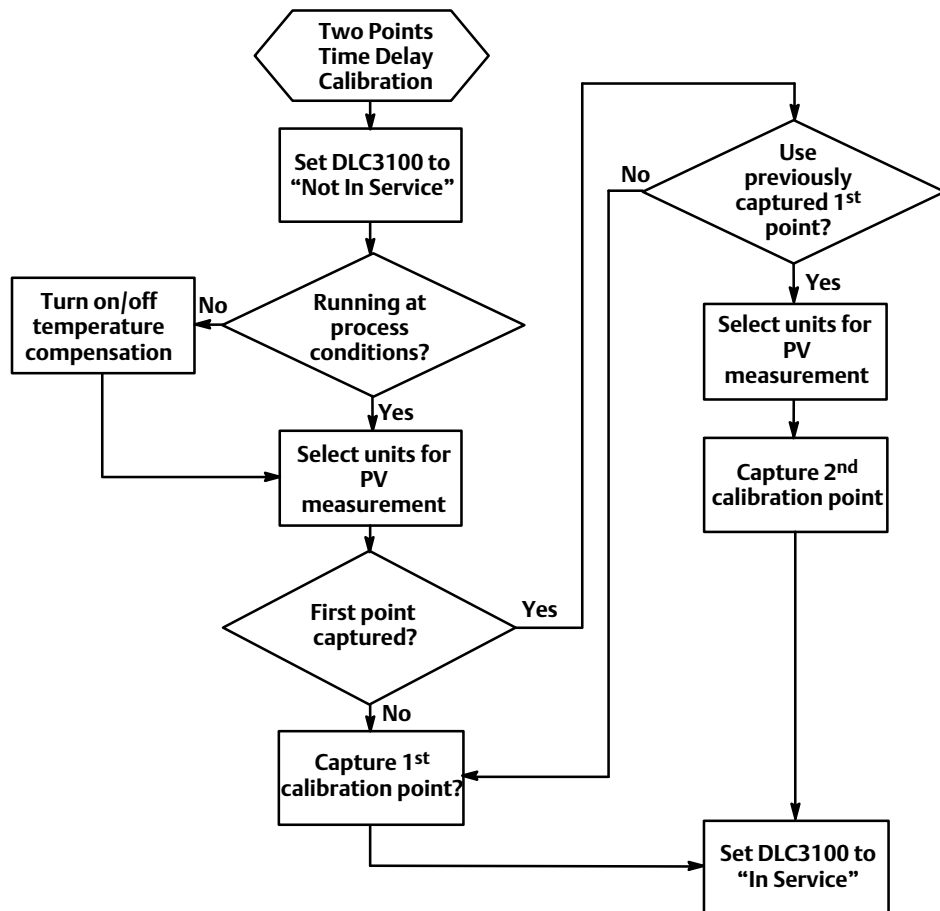 Two Points
Time Delay
Calibration
Set DLC3100 to
“Not In Service”
Running at
process
conditions?
No
Turn on/off
temperature
compensation
Yes
Select units for
PV
measurement
First point
captured?
Yes
No
Capture 1st
calibration point?
Use
previously
captured 1st
point?
No
Yes
Select units for
PV
measurement
Capture 2nd
calibration point
Set DLC3100 to
“In Service”